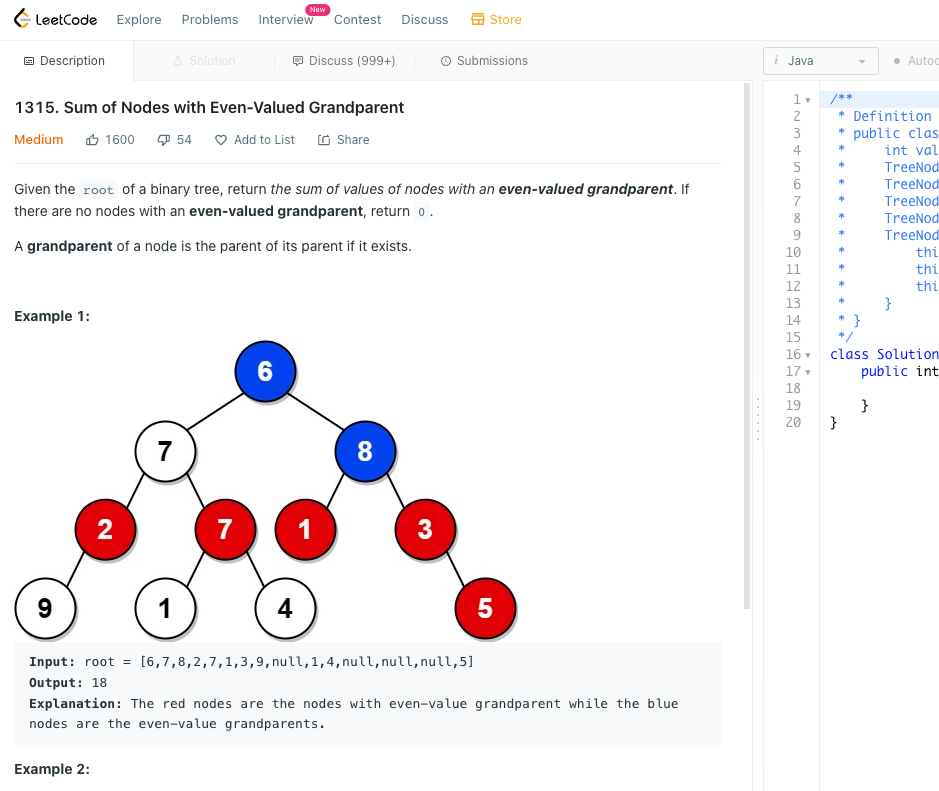 LeetCode Explore Problems Interview New Contest Discuss Store
Description Solution Discuss (999+) Submissions i Java
1315. Sum of Nodes with Even-Valued Grandparent
Medium 1600 54 Add to List Share
Given the root of a binary tree, return the sum of values of nodes with an even-valued grandparent. If
there are no nodes with an even-valued grandparent, return 0.
A grandparent of a node is the parent of its parent if it exists.
Example 1:
6
7 8
2 7 1 3
9 1 4 5
Input: root = [6,7,8,2,7,1,3,9,null,1,4,null,null,null,5]
Output: 18
Explanation: The red nodes are the nodes with even-value grandparent while the blue
nodes are the even-value grandparents.
Example 2:
1 /**
2 * Definition
3 * public clas
4 * int val
5 * TreeNod
6 * TreeNod
7 * TreeNod
8 * TreeNod
9 * TreeNod
10 * thi
11 * thi
12 * thi
13 * }
14 * }
15 */
16 class Solution
17 public int
18
19 }
20 }